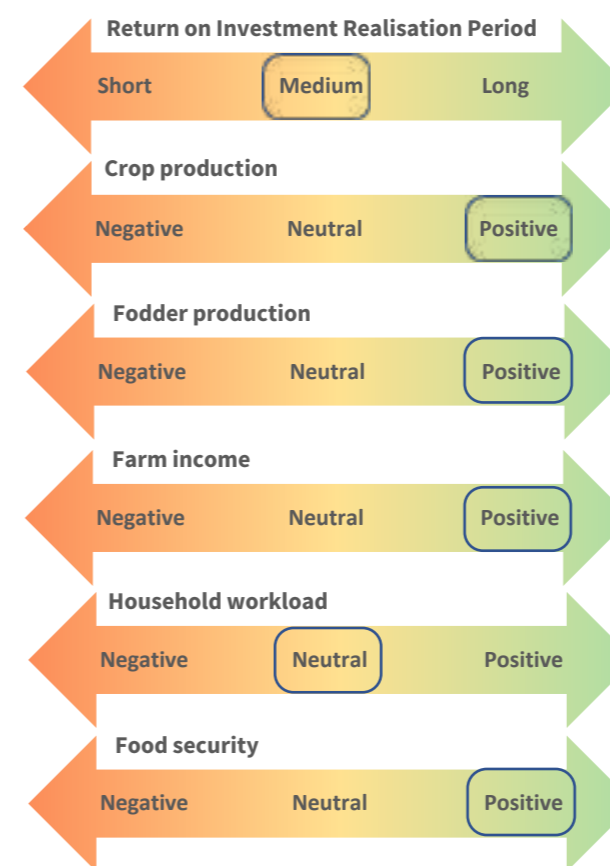 Return on Investment Realisation Period
Short Medium Long
Crop production
Negative Neutral Positive
Fodder production
Negative Neutral Positive
Farm income
Negative Neutral Positive
Household workload
Negative Neutral Positive
Food security
Negative Neutral Positive